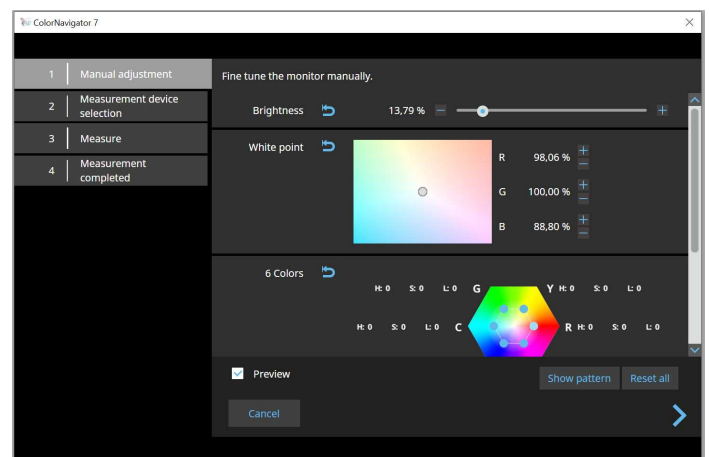 ColorNavigator 7
1 Manual adjustment
2 Measurement device
selection
3 Measure
4 Measurement
completed
Fine tune the monitor manually.
Brightness 13,79 %
White point
R 98,06 %
G 100,00 %
B 88,80 %
6 Colors
H: 0 S: 0 L: 0 G Y H: 0 S: 0 L: 0
H: 0 S: 0 L: 0 C R H: 0 S: 0 L: 0
Preview
Show pattern Reset all
Cancel